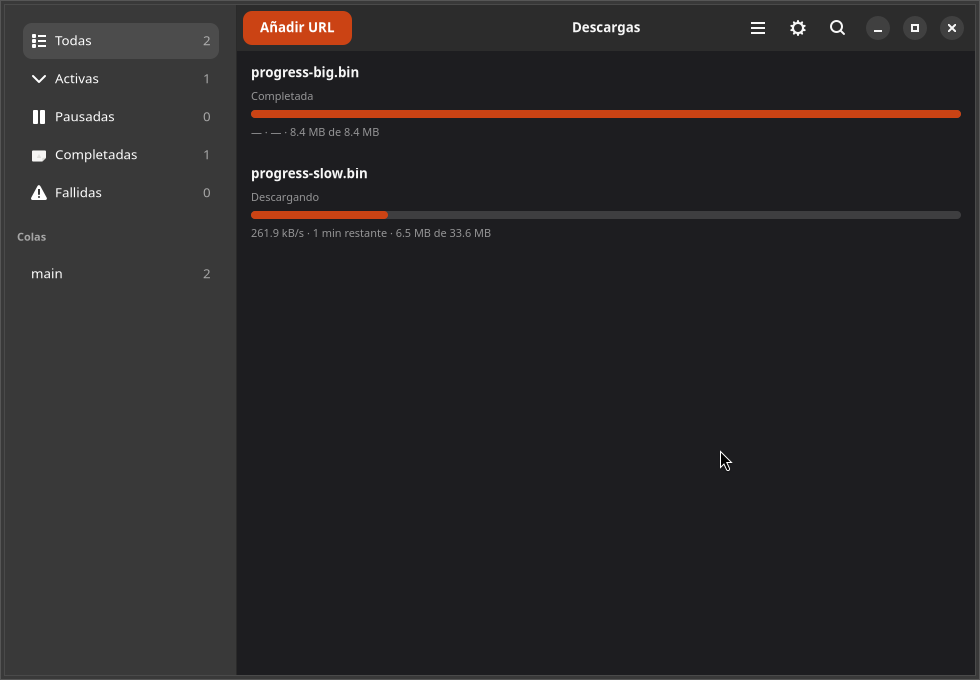 Añadir URL
Descargas
Todas 2
Activas 1
Pausadas 0
Completadas 1
Fallidas 0
Colas
main 2
progress-big.bin
Completada
— · — · 8.4 MB de 8.4 MB
progress-slow.bin
Descargando
261.9 kB/s · 1 min restante · 6.5 MB de 33.6 MB